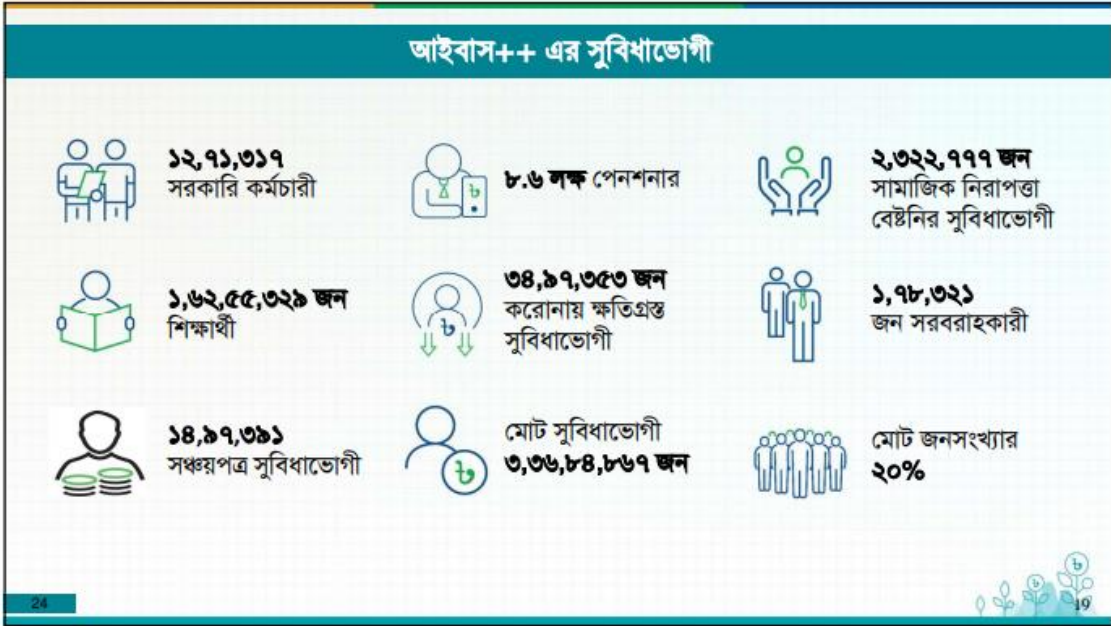 আইবাস++ এর সুবিধাভোগী
১২,৭১,৩১৭
সরকারি কর্মচারী
৮.৬ লক্ষ পেনশনার
২,৩২২,৭৭৭ জন
সামাজিক নিরাপত্তা
বেষ্টনির সুবিধাভোগী
১,৬২,৫৫,৩২৯ জন
শিক্ষার্থী
৩৪,৯৭,৩৫৩ জন
করোনায় ক্ষতিগ্রস্ত
সুবিধাভোগী
১,৭৮,৩২১
জন সরবরাহকারী
১৪,৯৭,৩৯১
সঞ্চয়পত্র সুবিধাভোগী
মোট সুবিধাভোগী
৩,৩৬,৮৪,৮৬৭ জন
মোট জনসংখ্যার
২০%
24
19